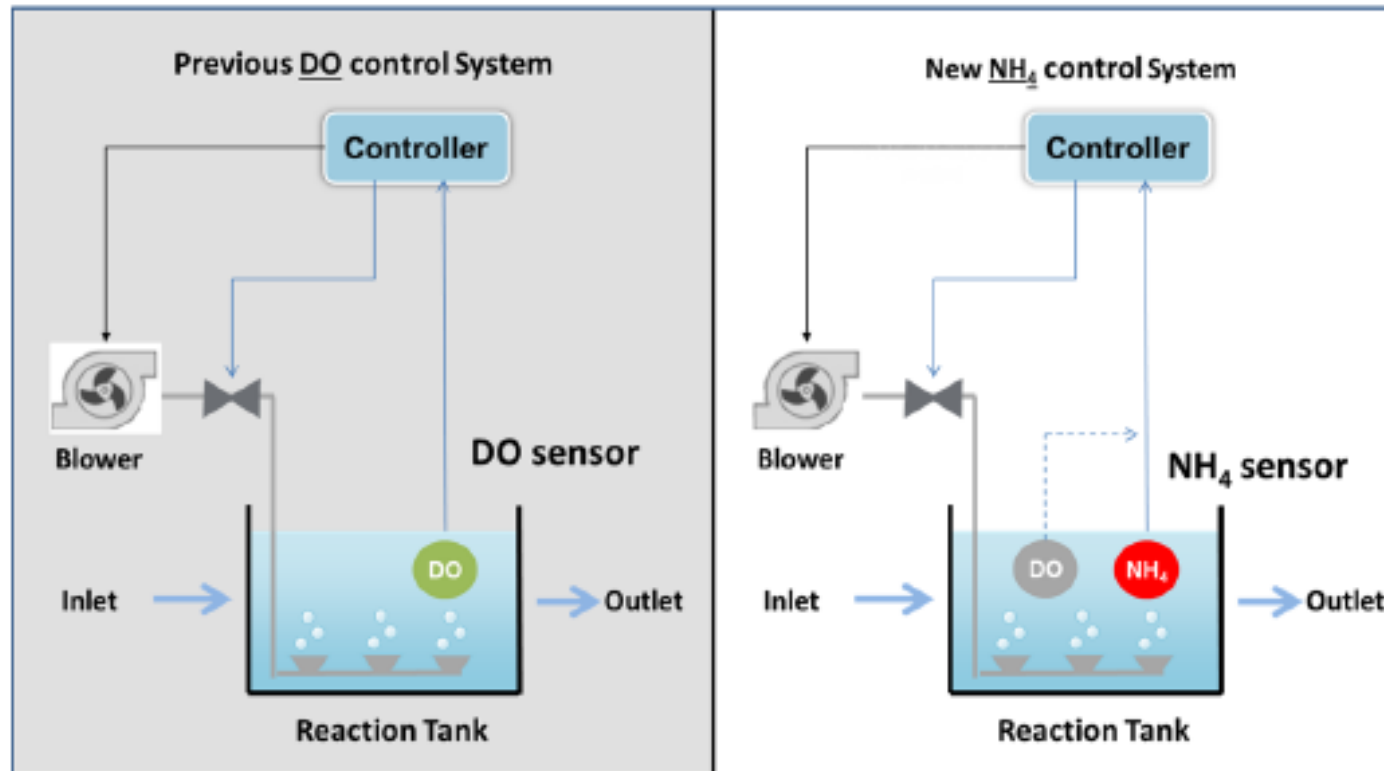 Previous DO control System
Controller
Blower
DO sensor
DO
Inlet
Outlet
Reaction Tank
New NH₄ control System
Controller
Blower
NH₄ sensor
DO
NH₄
Inlet
Outlet
Reaction Tank